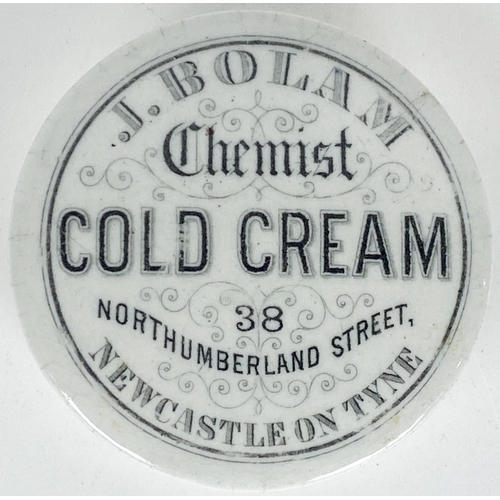 J. BOLAM
Chemist
COLD CREAM
38
NORTHUMBERLAND STREET,
NEWCASTLE ON TYNE